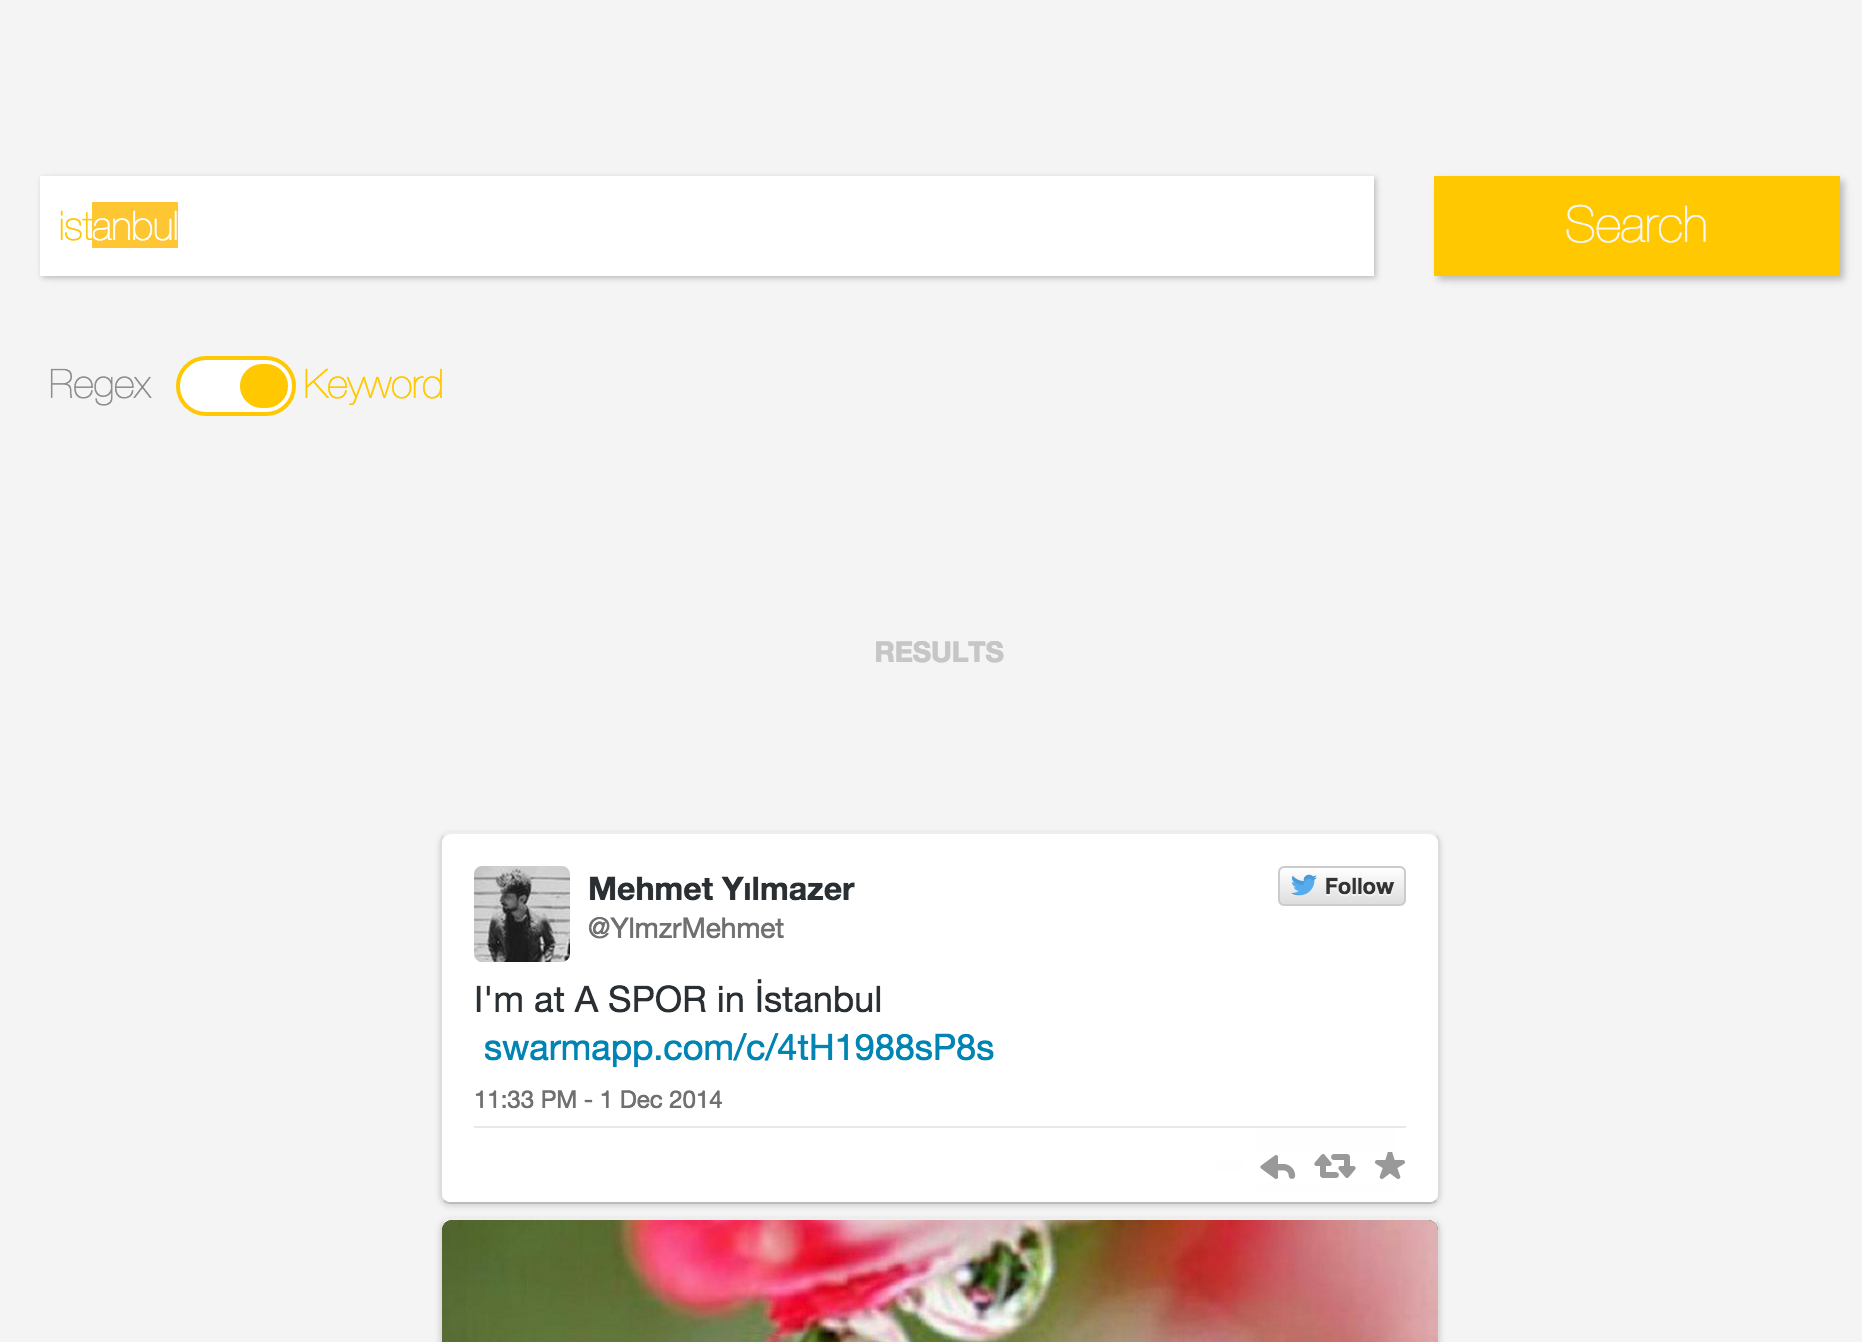 istanbul
Search
Regex
Keyword
RESULTS
Mehmet Yılmazer
Follow
@YlmzrMehmet
I'm at A SPOR in İstanbul
swarmapp.com/c/4tH1988sP8s
11:33 PM - 1 Dec 2014